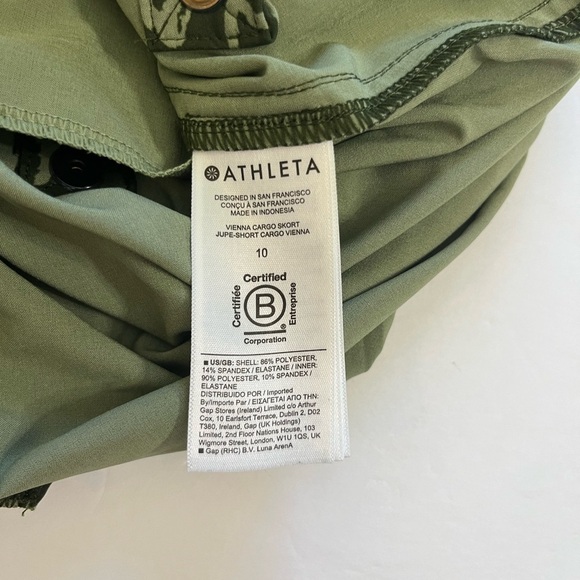 ATHLETA
DESIGNED IN SAN FRANCISCO
CONÇU À SAN FRANCISCO
MADE IN INDONESIA
VIENNA CARGO SKORT
JUPE-SHORT CARGO VIENNA
10
Certified
Certifiée
B
Entreprise
®
Corporation
■ US/GB: SHELL: 86% POLYESTER,
14% SPANDEX / ELASTANE / INNER:
90% POLYESTER, 10% SPANDEX /
ELASTANE
DISTRIBUIDO POR / Imported
By/Importe Par / ΕΙΣΑΓΕΤΑΙ ΑΠΟ ΤΗΝ:
Gap Stores (Ireland) Limited c/o Arthur
Cox, 10 Earlsfort Terrace, Dublin 2, D02
T380, Ireland, Gap (UK Holdings)
Limited, 2nd Floor Nations House, 103
Wigmore Street, London, W1U 1QS, UK
■ Gap (RHC) B.V. Luna ArenA